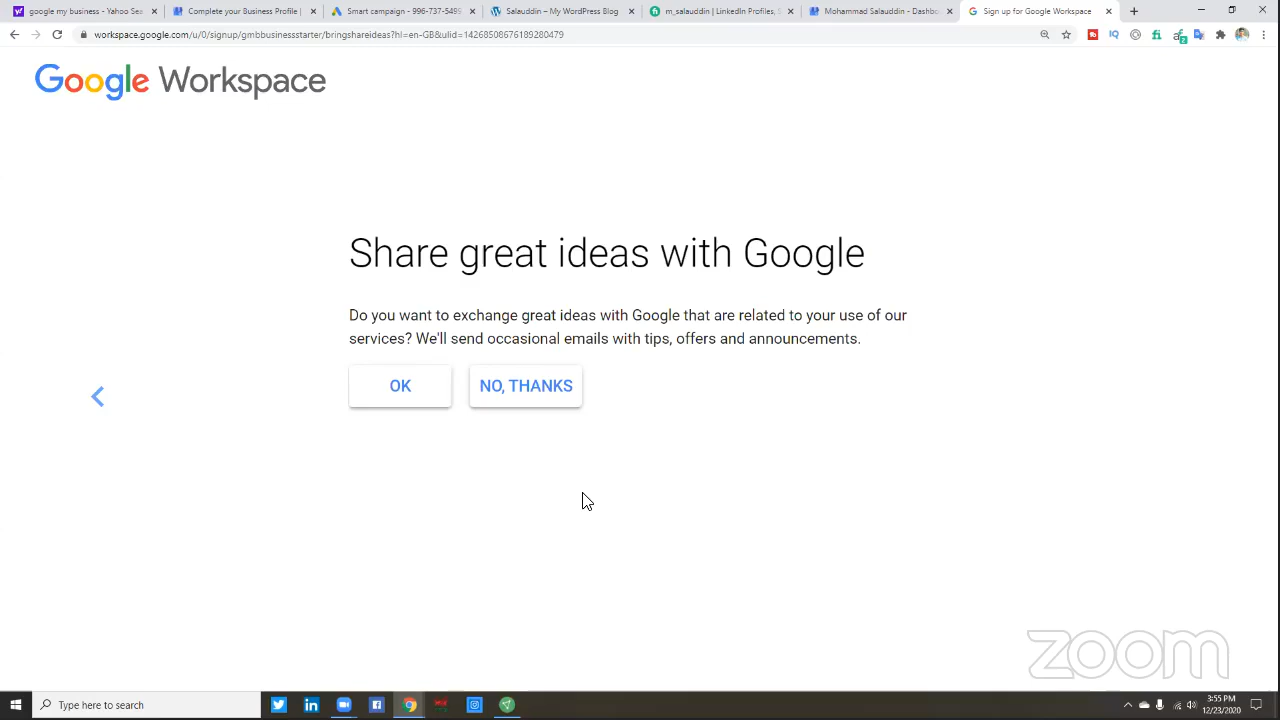 google my business - Yahoo Sea
Complete your Business Profile |
Smart campaign - 996-737-5499
Salauddin – My WordPress Blog
m_salauddin | LinkedIn Profiles,
Mohammad Salauddin - Dashbo
Sign up for Google Workspace
workspace.google.com/u/0/signup/gmbbusinessstarter/bringshareideas?hl=en-GB&ulid=14268508676189280479
Google Workspace
Share great ideas with Google
Do you want to exchange great ideas with Google that are related to your use of our
services? We'll send occasional emails with tips, offers and announcements.
OK
NO, THANKS
zoom
Type here to search
3:55 PM
12/23/2020